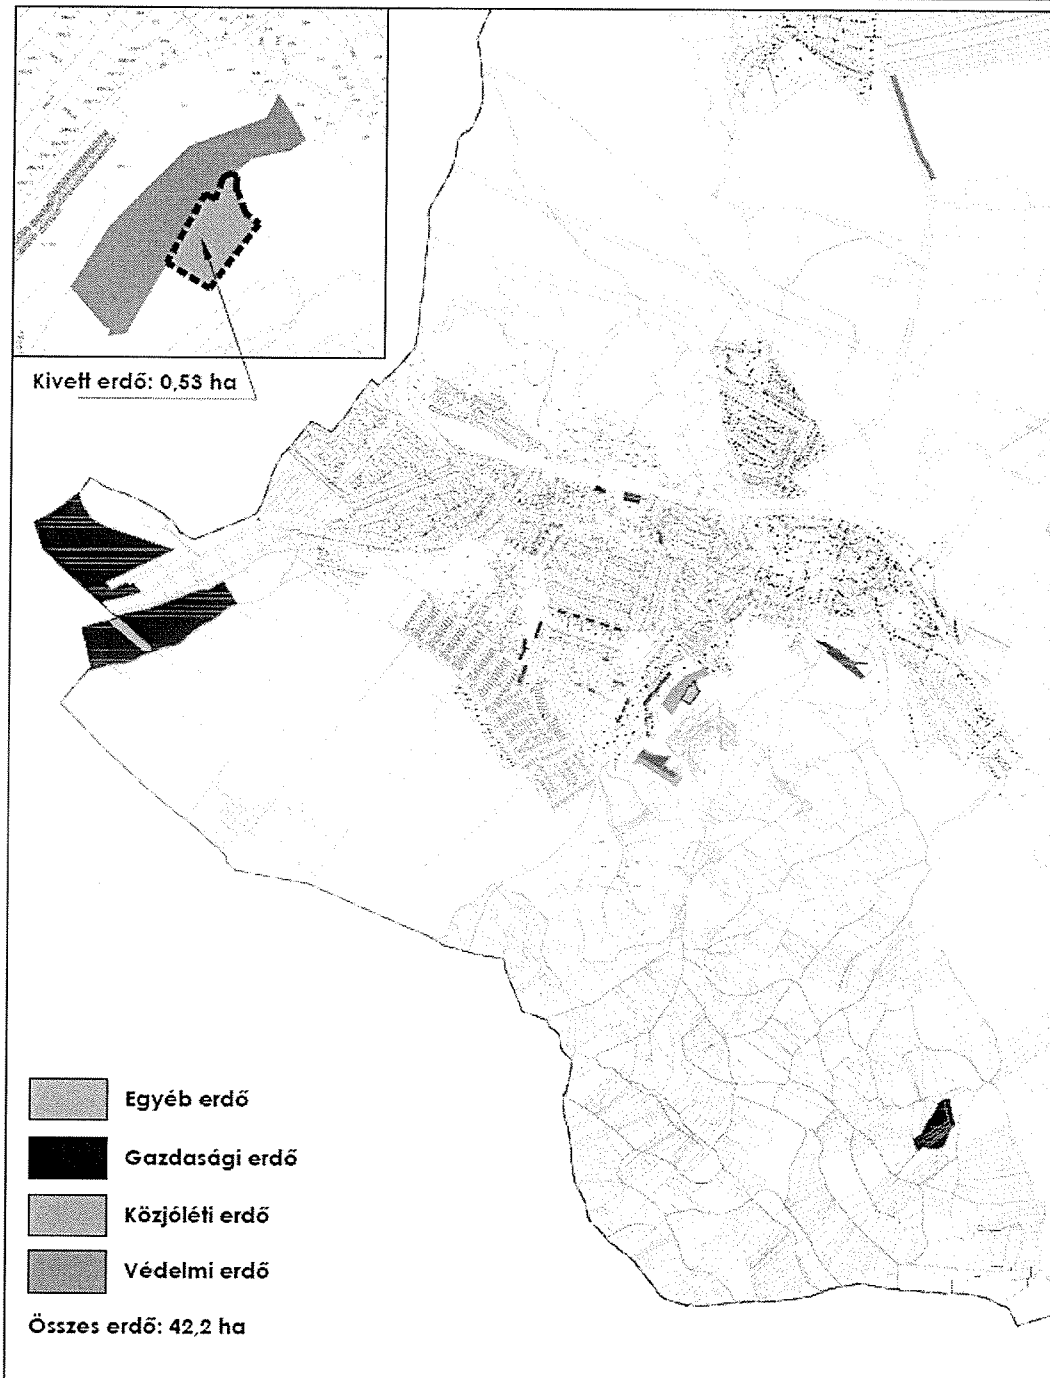 Kivett erdő: 0,53 ha
Egyéb erdő
Gazdasági erdő
Közjóléti erdő
Védelmi erdő
Összes erdő: 42,2 ha